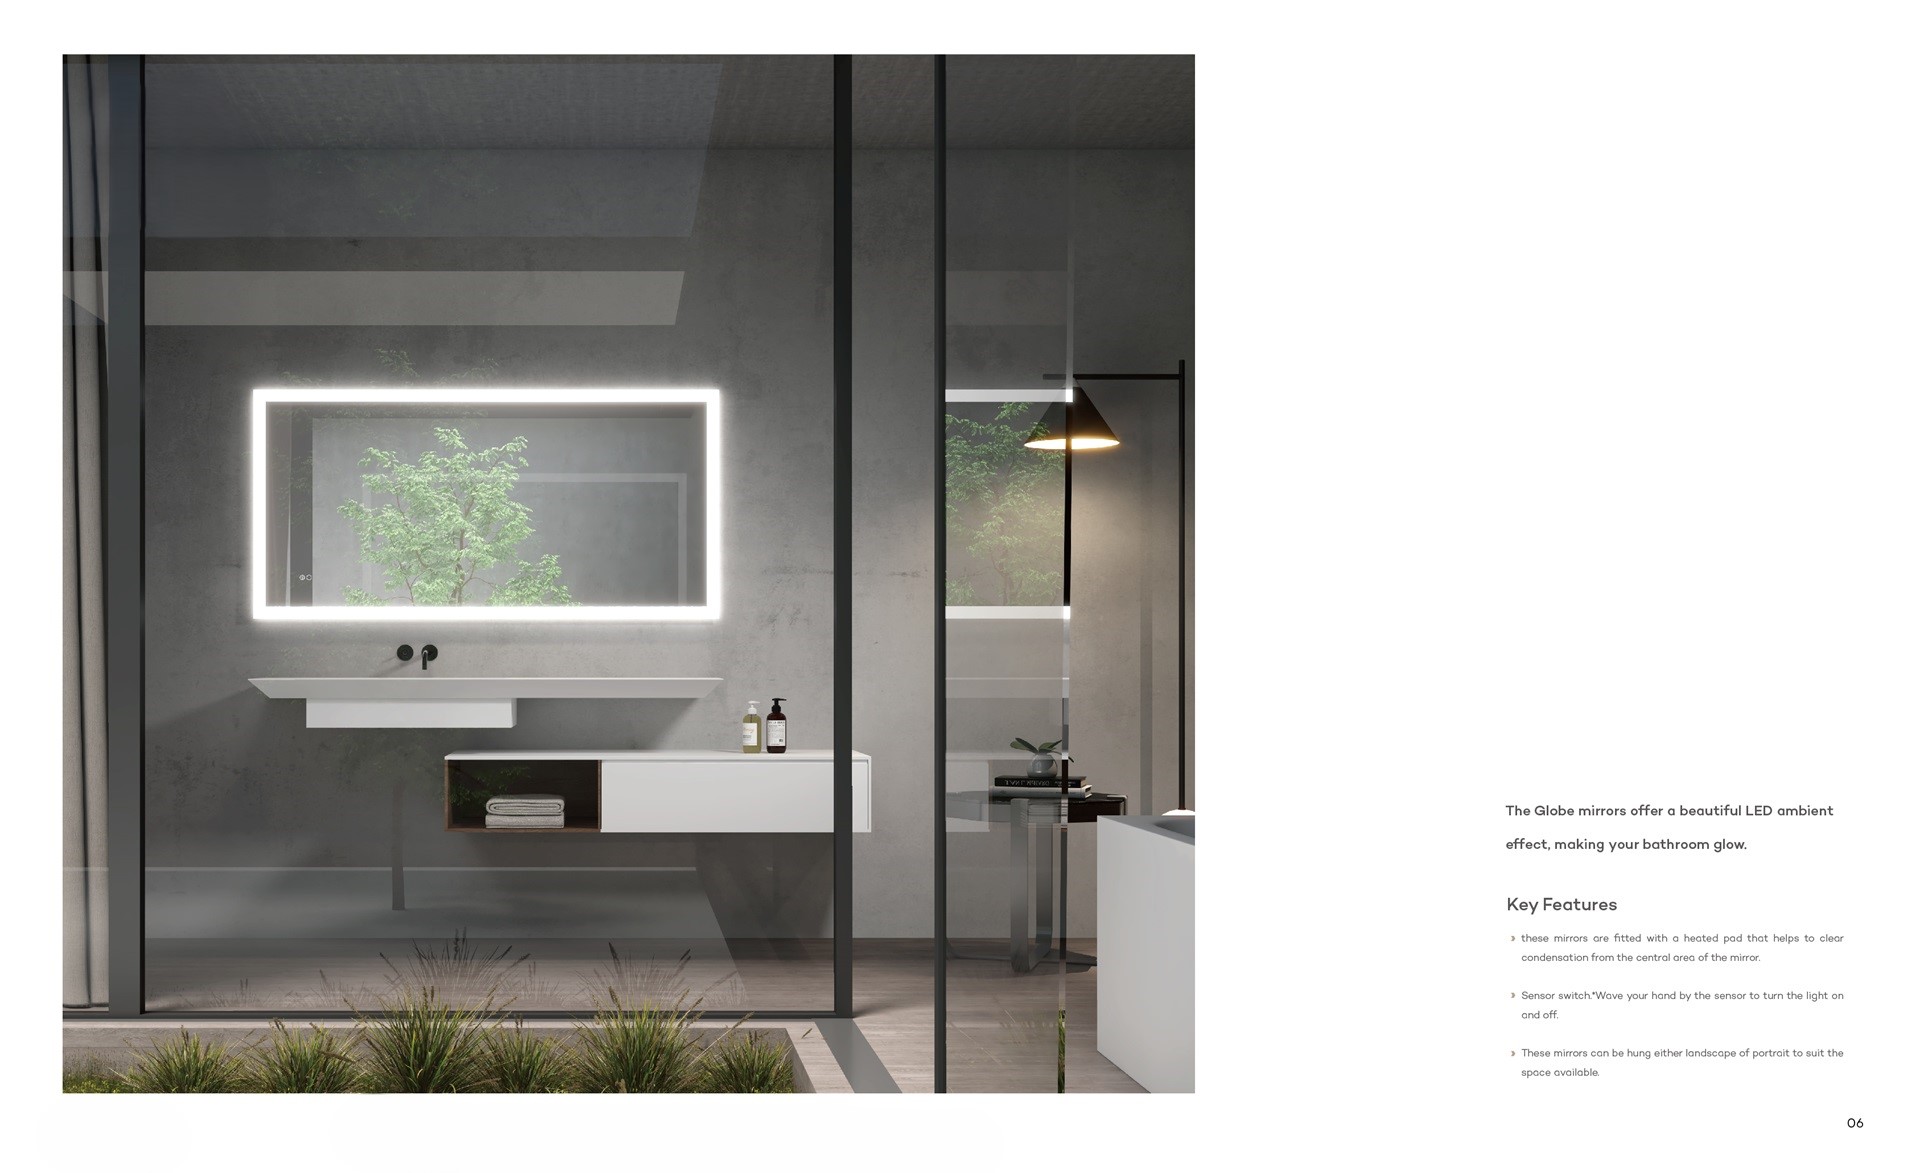 The Globe mirrors offer a beautiful LED ambient
effect, making your bathroom glow.
Key Features
» these mirrors are fitted with a heated pad that helps to clear
condensation from the central area of the mirror.
» Sensor switch.*Wave your hand by the sensor to turn the light on
and off.
» These mirrors can be hung either landscape of portrait to suit the
space available.
06